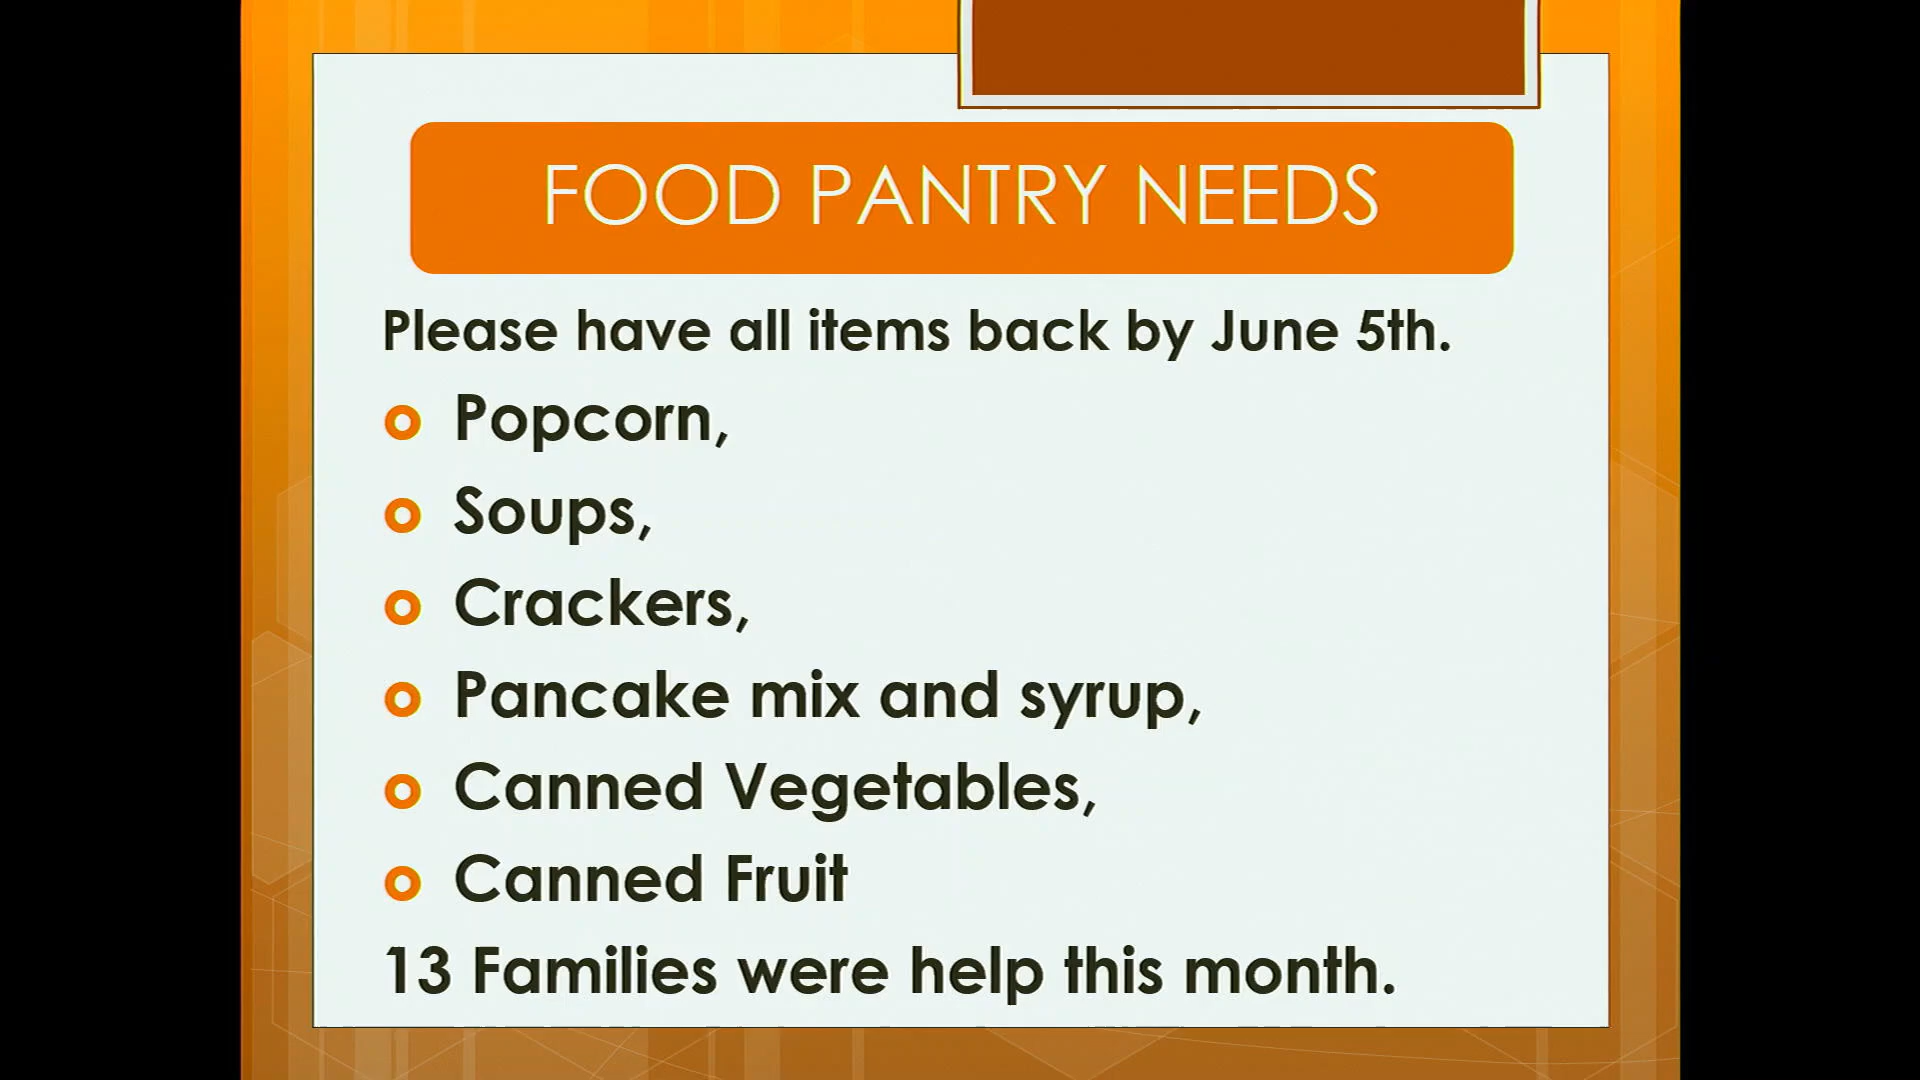 FOOD PANTRY NEEDS
Please have all items back by June 5th.
Popcorn,
Soups,
Crackers,
Pancake mix and syrup,
Canned Vegetables,
Canned Fruit
13 Families were help this month.